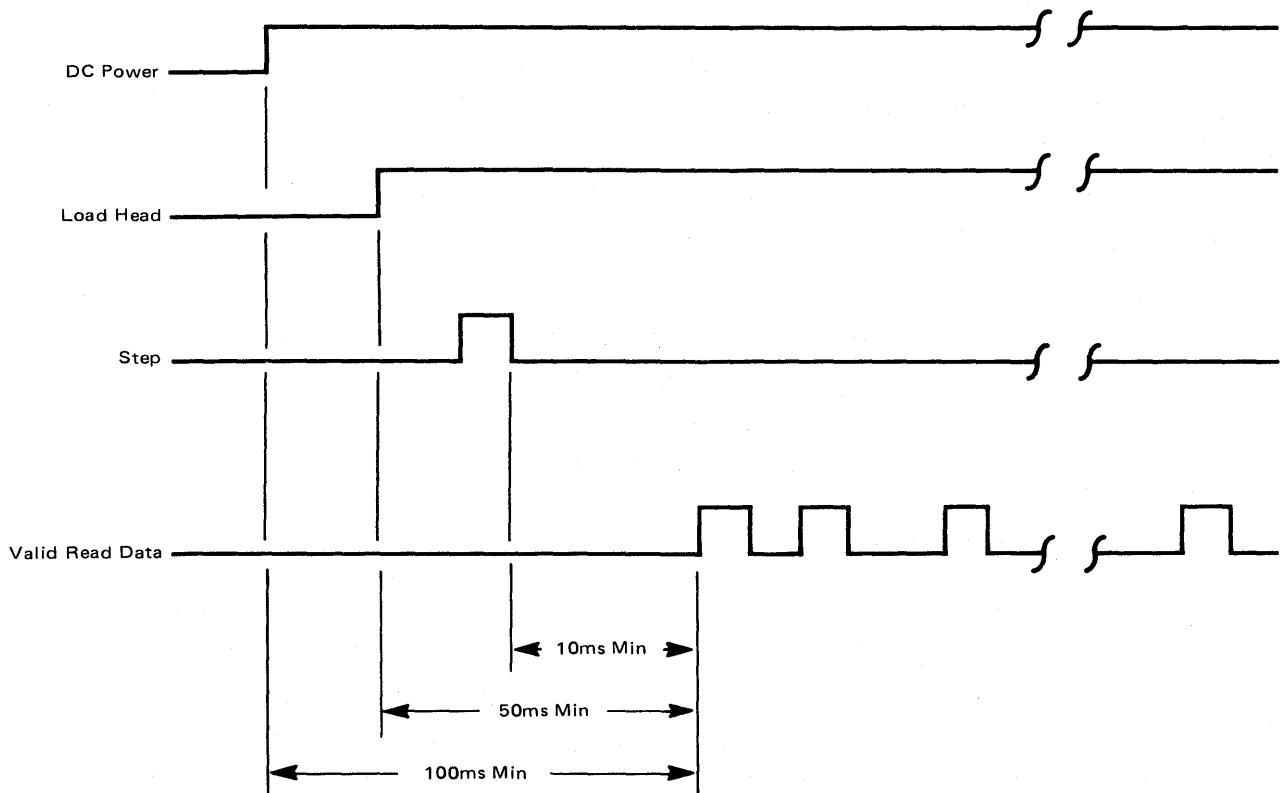 DC Power
Load Head
Step
Valid Read Data
10ms Min
50ms Min
100ms Min